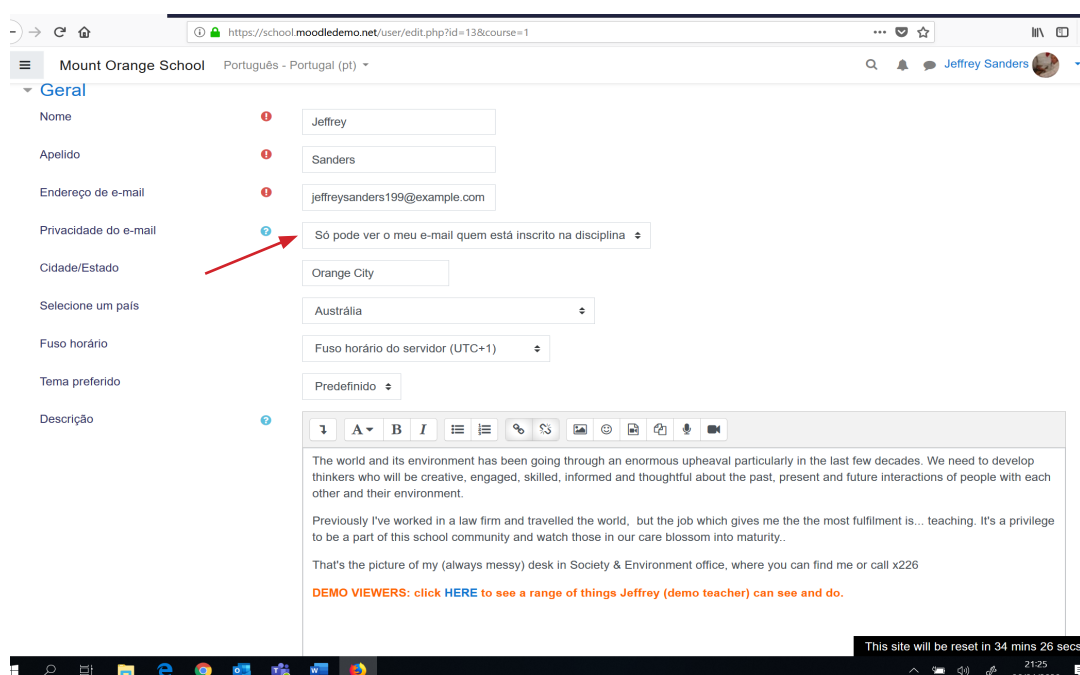 https://school.moodledemo.net/user/edit.php?id=13&course=1
Mount Orange School Português - Portugal (pt)
Jeffrey Sanders
Geral
Nome
Jeffrey
Apelido
Sanders
Endereço de e-mail
jeffreysanders199@example.com
Privacidade do e-mail
Só pode ver o meu e-mail quem está inscrito na disciplina
Cidade/Estado
Orange City
Selecione um país
Austrália
Fuso horário
Fuso horário do servidor (UTC+1)
Tema preferido
Predefinido
Descrição
A B I
The world and its environment has been going through an enormous upheaval particularly in the last few decades. We need to develop
thinkers who will be creative, engaged, skilled, informed and thoughtful about the past, present and future interactions of people with each
other and their environment.
Previously I've worked in a law firm and travelled the world, but the job which gives me the the most fulfilment is... teaching. It's a privilege
to be a part of this school community and watch those in our care blossom into maturity..
That's the picture of my (always messy) desk in Society & Environment office, where you can find me or call x226
DEMO VIEWERS: click HERE to see a range of things Jeffrey (demo teacher) can see and do.
This site will be reset in 34 mins 26 secs
21:25